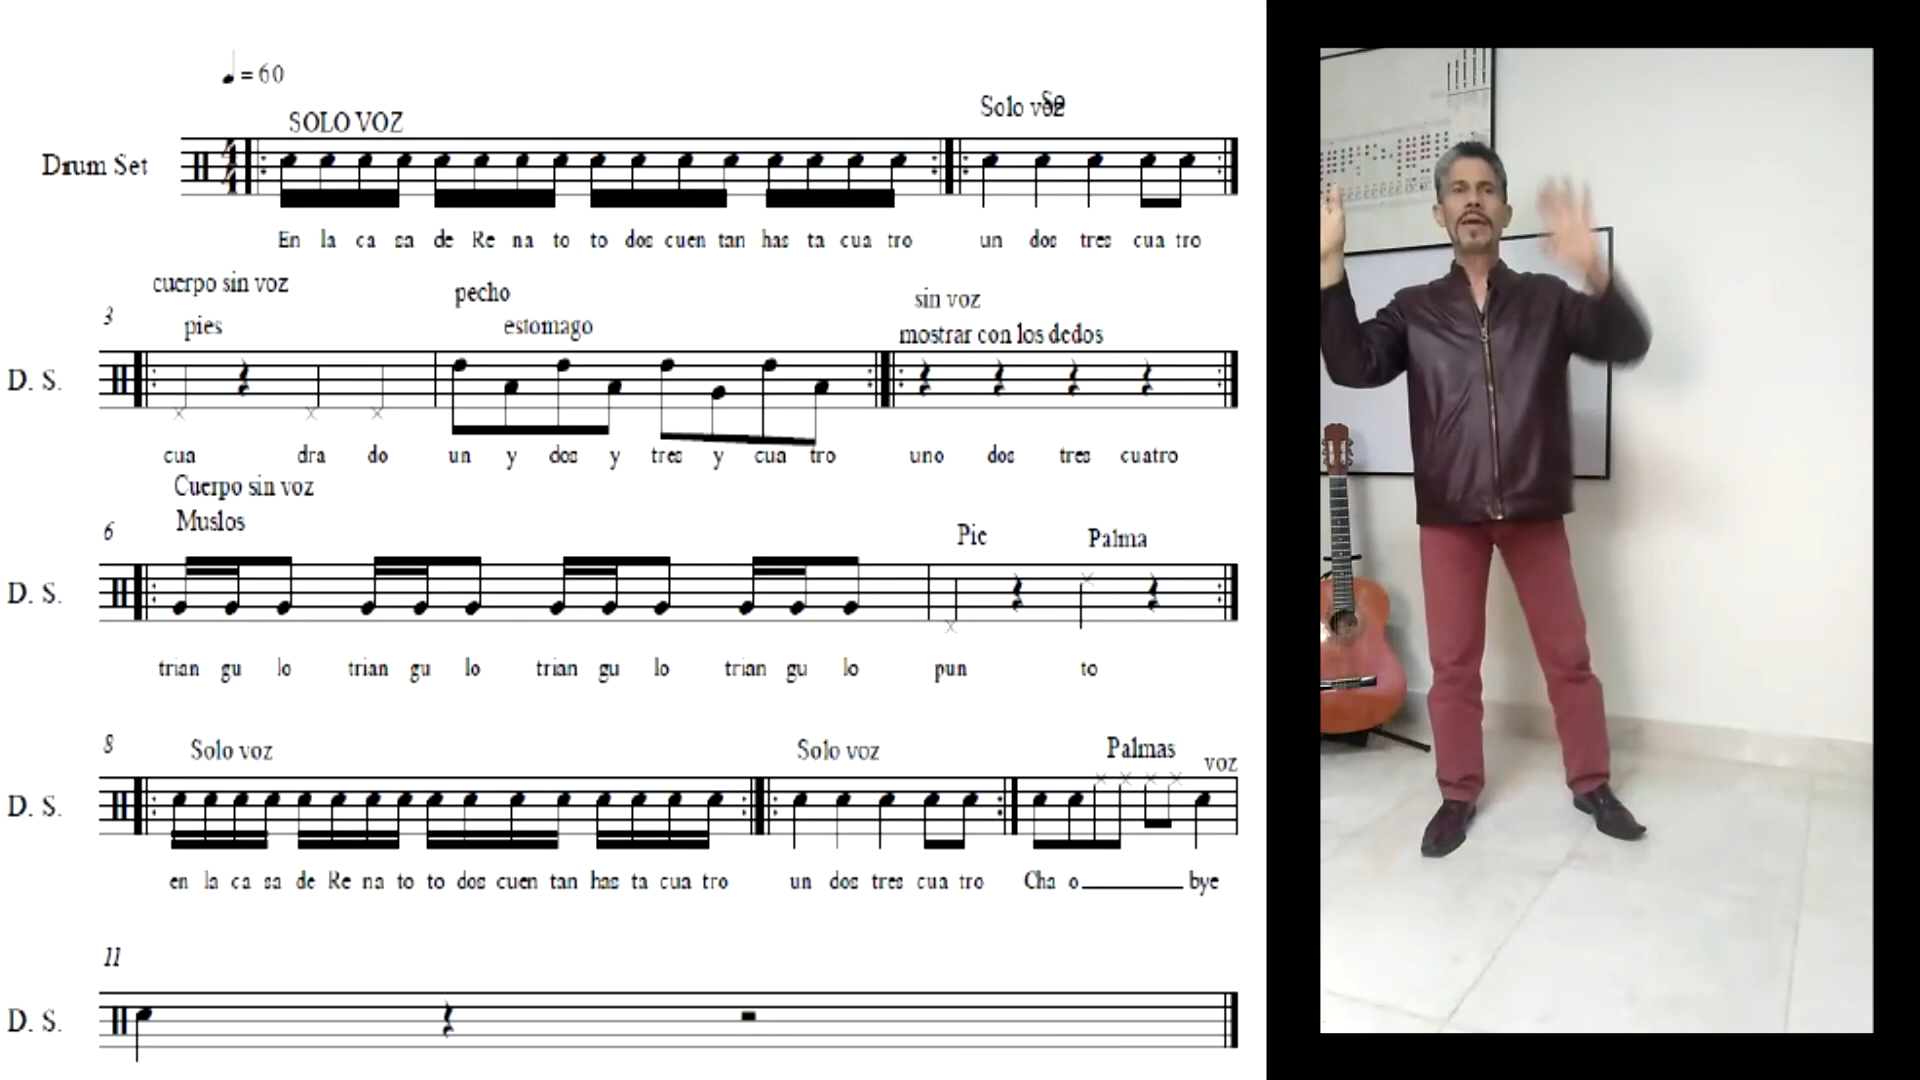 = 60
SOLO VOZ
Solo voz
So
Drum Set
4
4
En la ca sa de Re na to to dos cuen tan has ta cua tro un dos tres cua tro
cuerpo sin voz
pecho
sin voz
3
pies
estomago
mostrar con los dedos
D. S.
cua dra do un y dos y tres y cua tro uno dos tres cuatro
Cuerpo sin voz
6
Muslos
Pie
Palma
D. S.
trian gu lo trian gu lo trian gu lo trian gu lo pun to
8
Solo voz
Solo voz
Palmas
voz
D. S.
en la ca sa de Re na to to dos cuen tan has ta cua tro un dos tres cua tro Cha o bye
11
D. S.